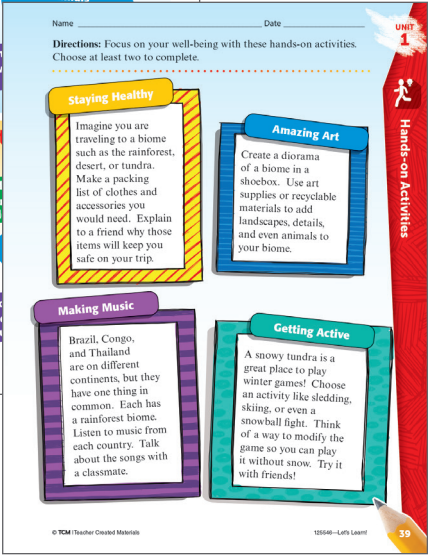 Name ________________ Date ________________
UNIT
1
Directions: Focus on your well-being with these hands-on activities.
Choose at least two to complete.
Hands-on Activities
Staying Healthy
Imagine you are
traveling to a biome
such as the rainforest,
desert, or tundra.
Make a packing
list of clothes and
accessories you
would need. Explain
to a friend why those
items will keep you
safe on your trip.
Amazing Art
Create a diorama
of a biome in a
shoebox. Use art
supplies or recyclable
materials to add
landscapes, details,
and even animals to
your biome.
Making Music
Brazil, Congo,
and Thailand
are on different
continents, but they
have one thing in
common. Each has
a rainforest biome.
Listen to music from
each country. Talk
about the songs with
a classmate.
Getting Active
A snowy tundra is a
great place to play
winter games! Choose
an activity like sledding,
skiing, or even a
snowball fight. Think
of a way to modify the
game so you can play
it without snow. Try it
with friends!
© TCM | Teacher Created Materials
125546—Let's Learn!
39